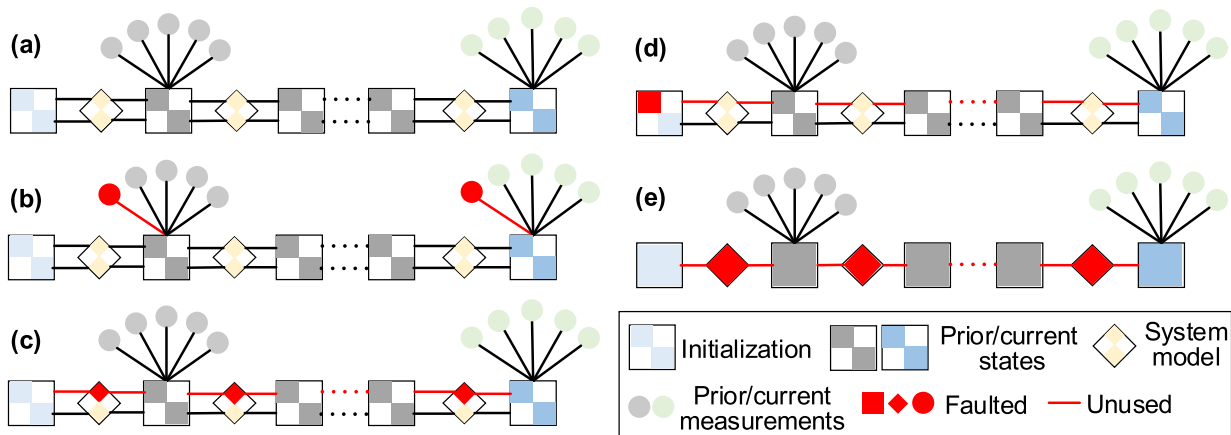 (a)
(b)
(c)
(d)
(e)
Initialization
Prior/current
states
System
model
Prior/current
measurements
Faulted
Unused